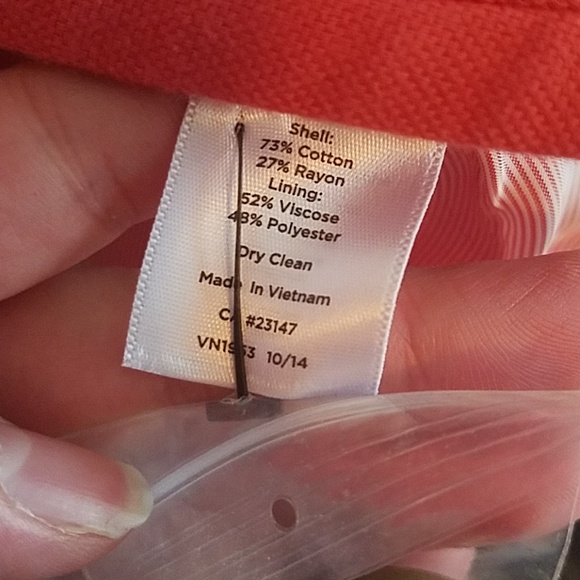 Shell:
73% Cotton
27% Rayon
Lining:
52% Viscose
48% Polyester
Dry Clean
Made In Vietnam
CA #23147
10/14